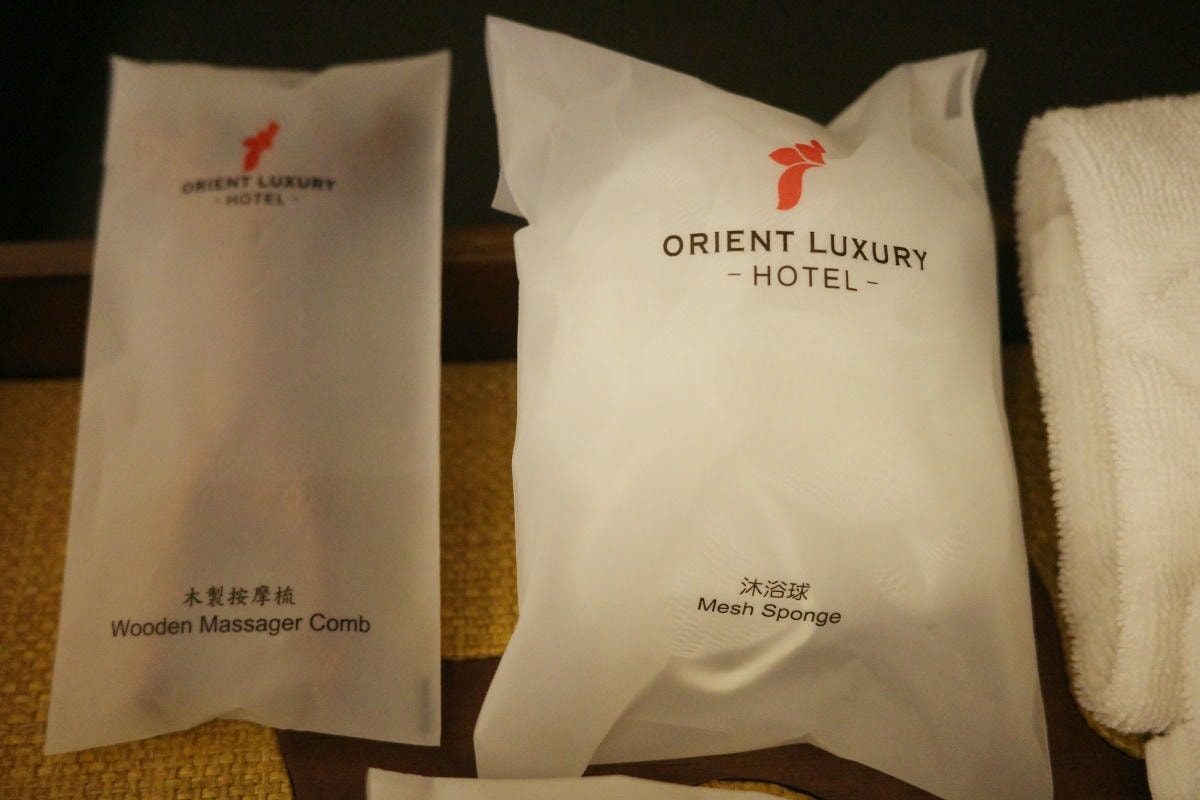 ORIENT LUXURY
- HOTEL -
木製按摩梳
Wooden Massager Comb
ORIENT LUXURY
- HOTEL -
沐浴球
Mesh Sponge